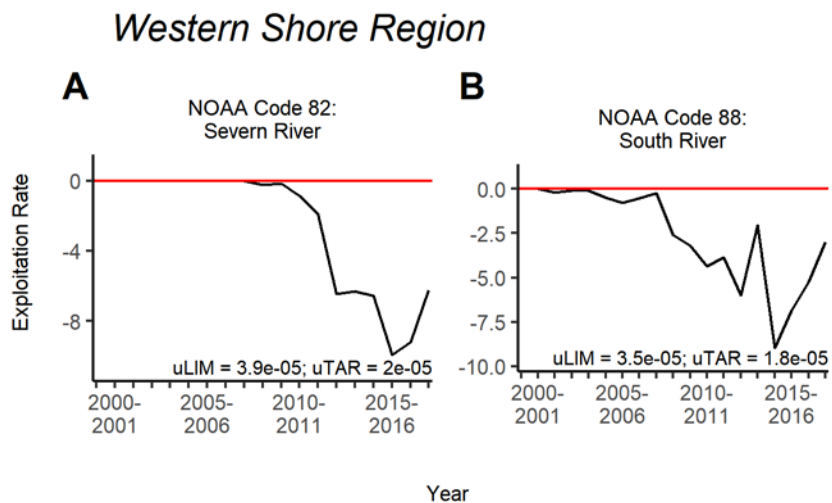 Western Shore Region
A
NOAA Code 82:
Severn River
Exploitation Rate
0
-4
-8
uLIM = 3.9e-05; uTAR = 2e-05
2000-
2001
2005-
2006
2010-
2011
2015-
2016
B
NOAA Code 88:
South River
0.0
-2.5
-5.0
-7.5
-10.0
uLIM = 3.5e-05; uTAR = 1.8e-05
2000-
2001
2005-
2006
2010-
2011
2015-
2016
Year